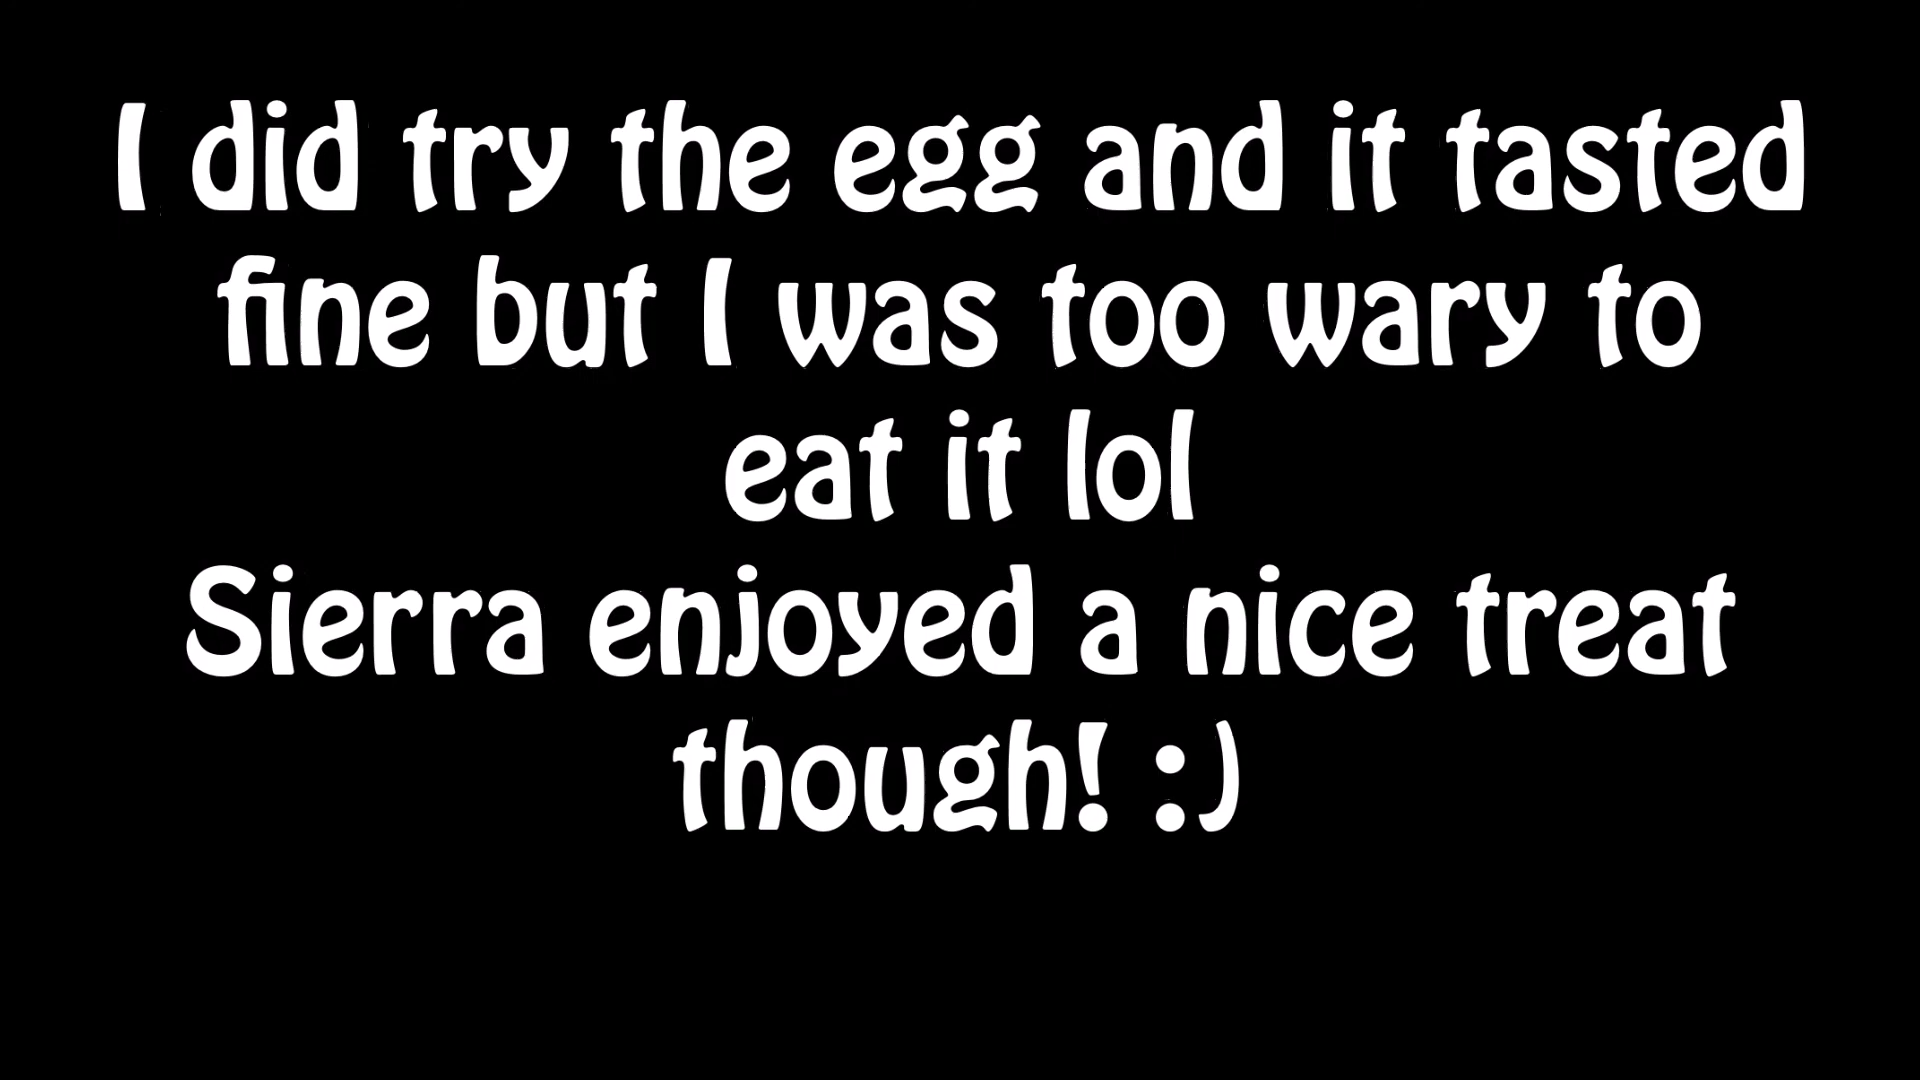 I did try the egg and it tasted
fine but I was too wary to
eat it lol
Sierra enjoyed a nice treat
though! :)